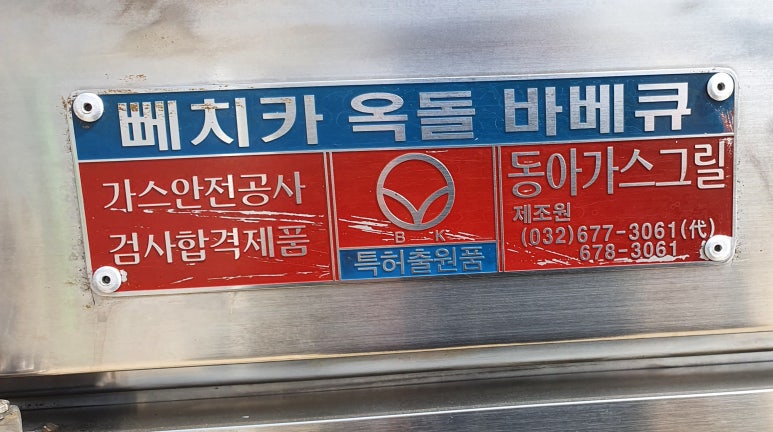 뻬치카 옥돌 바베큐
가스안전공사
검사합격제품
B K
특허출원품
동아가스그릴
제조원
(032)677-3061(代)
678-3061